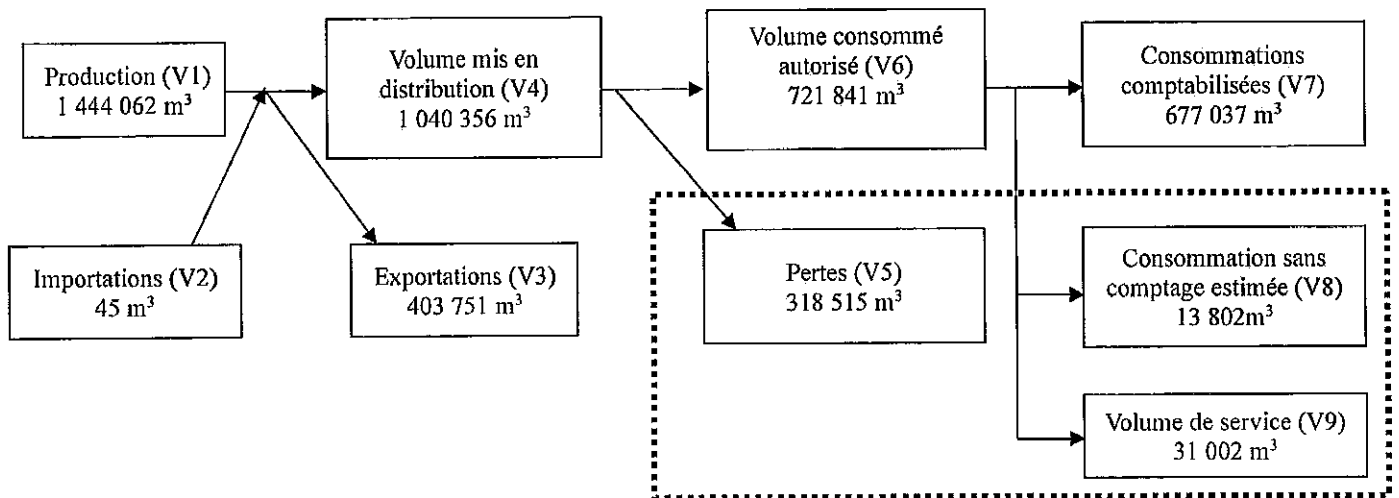 Production (V1)
1 444 062 m³
Volume mis en
distribution (V4)
1 040 356 m³
Volume consommé
autorisé (V6)
721 841 m³
Consommations
comptabilisées (V7)
677 037 m³
Importations (V2)
45 m³
Exportations (V3)
403 751 m³
Pertes (V5)
318 515 m³
Consommation sans
comptage estimée (V8)
13 802m³
Volume de service (V9)
31 002 m³